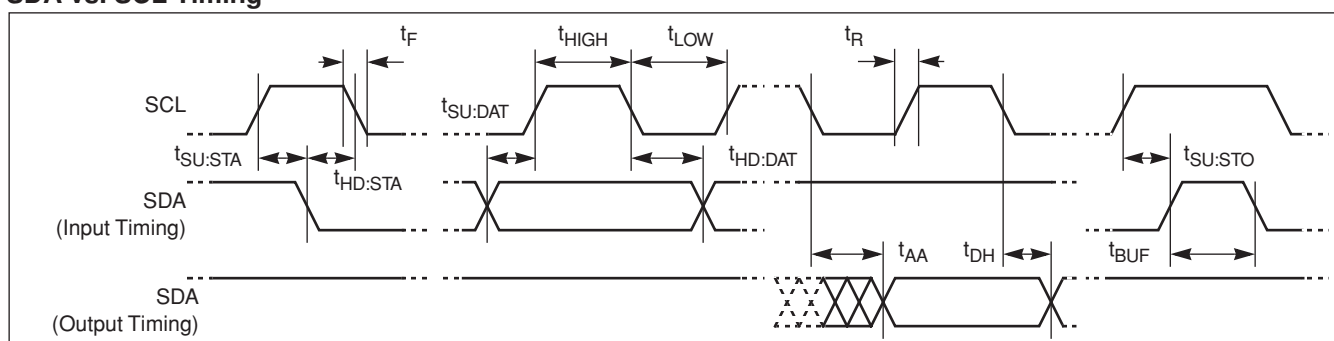 SDA vs. SCL Timing
tF tHIGH tLOW tR
SCL
tSU:DAT
tSU:STA tHD:STA tHD:DAT tSU:STO
SDA
(Input Timing)
tAA tDH tBUF
SDA
(Output Timing)